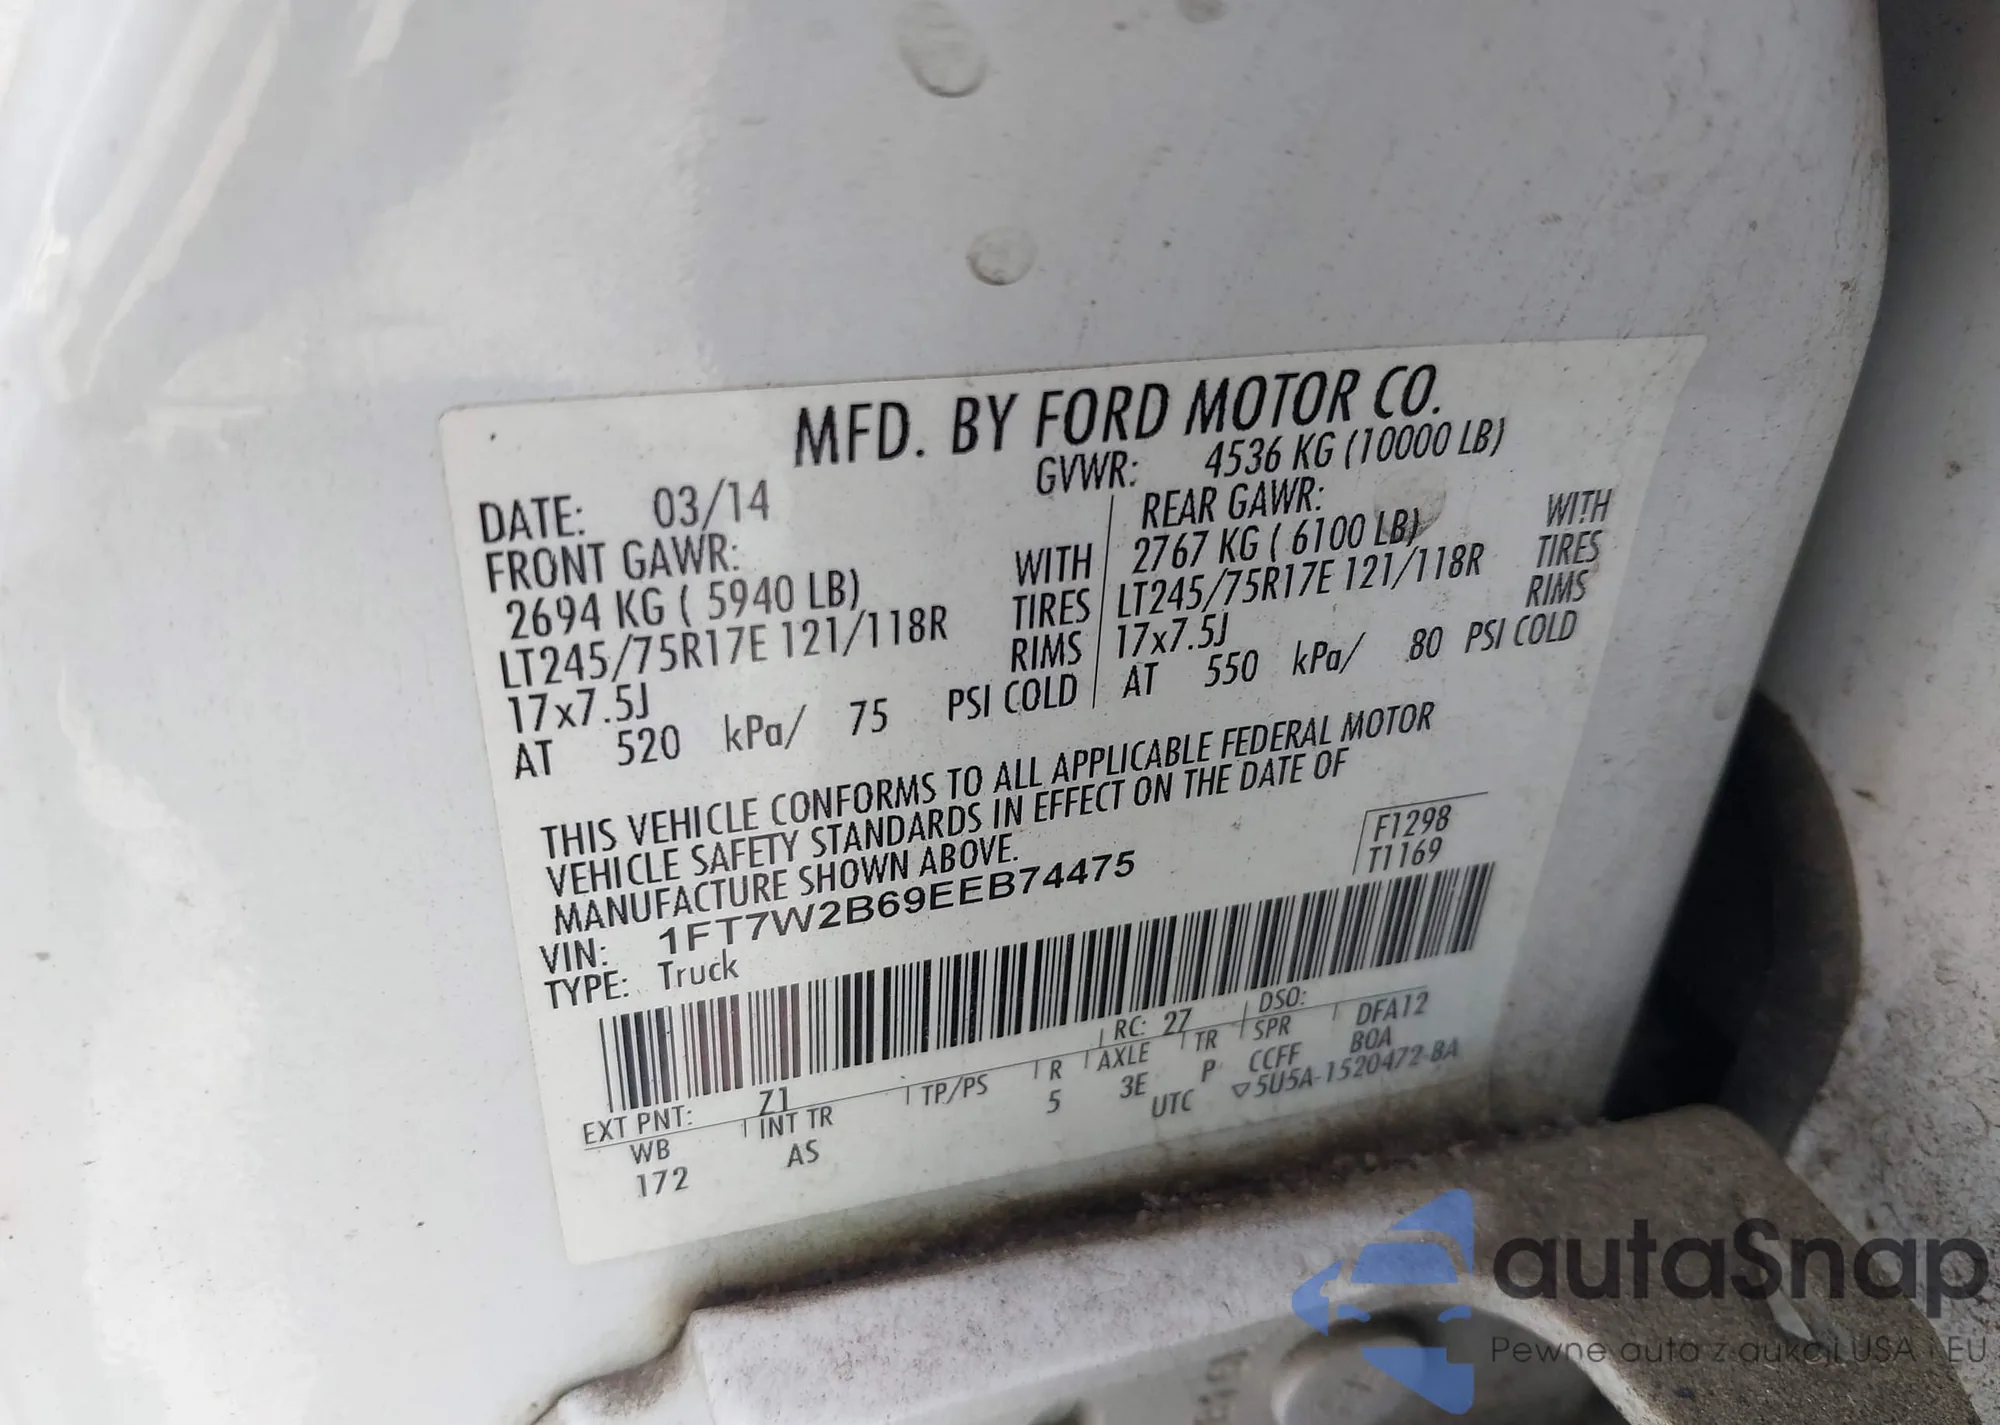 MFD. BY FORD MOTOR CO.
DATE: 03/14 GVWR: 4536 KG (10000 LB)
FRONT GAWR: REAR GAWR:
2694 KG ( 5940 LB) WITH 2767 KG ( 6100 LB) WITH
LT245/75R17E 121/118R TIRES LT245/75R17E 121/118R TIRES
17x7.5J RIMS 17x7.5J RIMS
AT 520 kPa/ 75 PSI COLD AT 550 kPa/ 80 PSI COLD
THIS VEHICLE CONFORMS TO ALL APPLICABLE FEDERAL MOTOR
VEHICLE SAFETY STANDARDS IN EFFECT ON THE DATE OF
MANUFACTURE SHOWN ABOVE.
F1298
T1169
VIN: 1FT7W2B69EEB74475
TYPE: Truck
EXT PNT: Z1 RC: 27 DSO:
WB INT TR TP/PS R AXLE TR SPR DFA12
172 AS 5 3E P CCFF BOA
UTC ▽5U5A-1520472-BA
autaSnap
Pewne auta z aukcji USA i EU